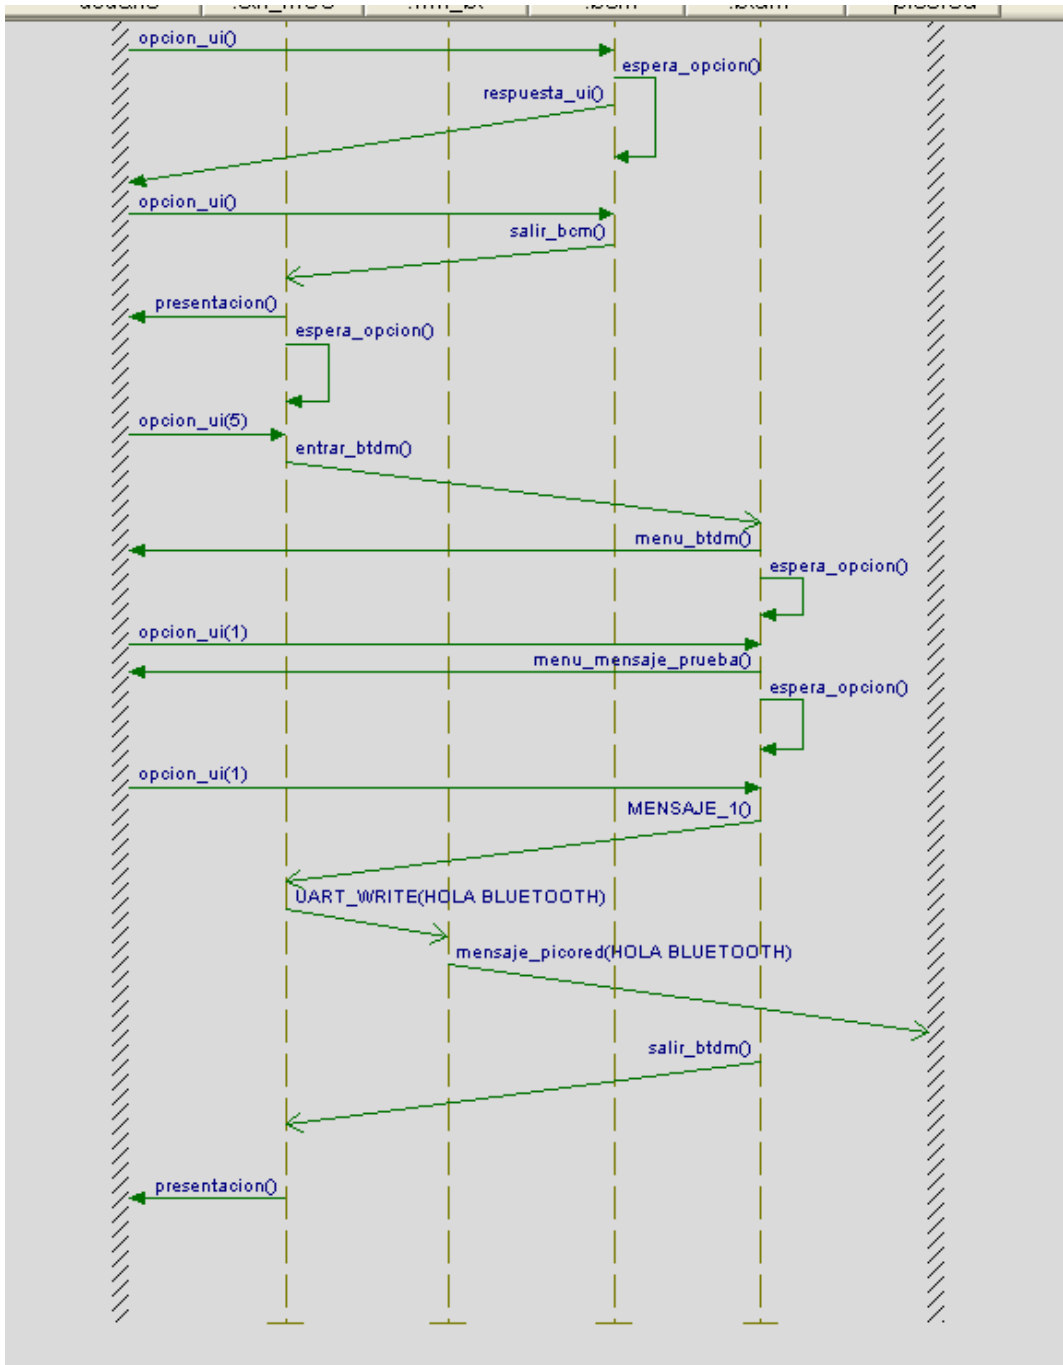 opcion_ui()
espera_opcion()
respuesta_ui()
opcion_ui()
salir_bcm()
presentacion()
espera_opcion()
opcion_ui(5)
entrar_btdm()
menu_btdm()
espera_opcion()
opcion_ui(1)
menu_mensaje_prueba()
espera_opcion()
opcion_ui(1)
MENSAJE_1()
UART_WRITE(HOLA BLUETOOTH)
mensaje_picored(HOLA BLUETOOTH)
salir_btdm()
presentacion()